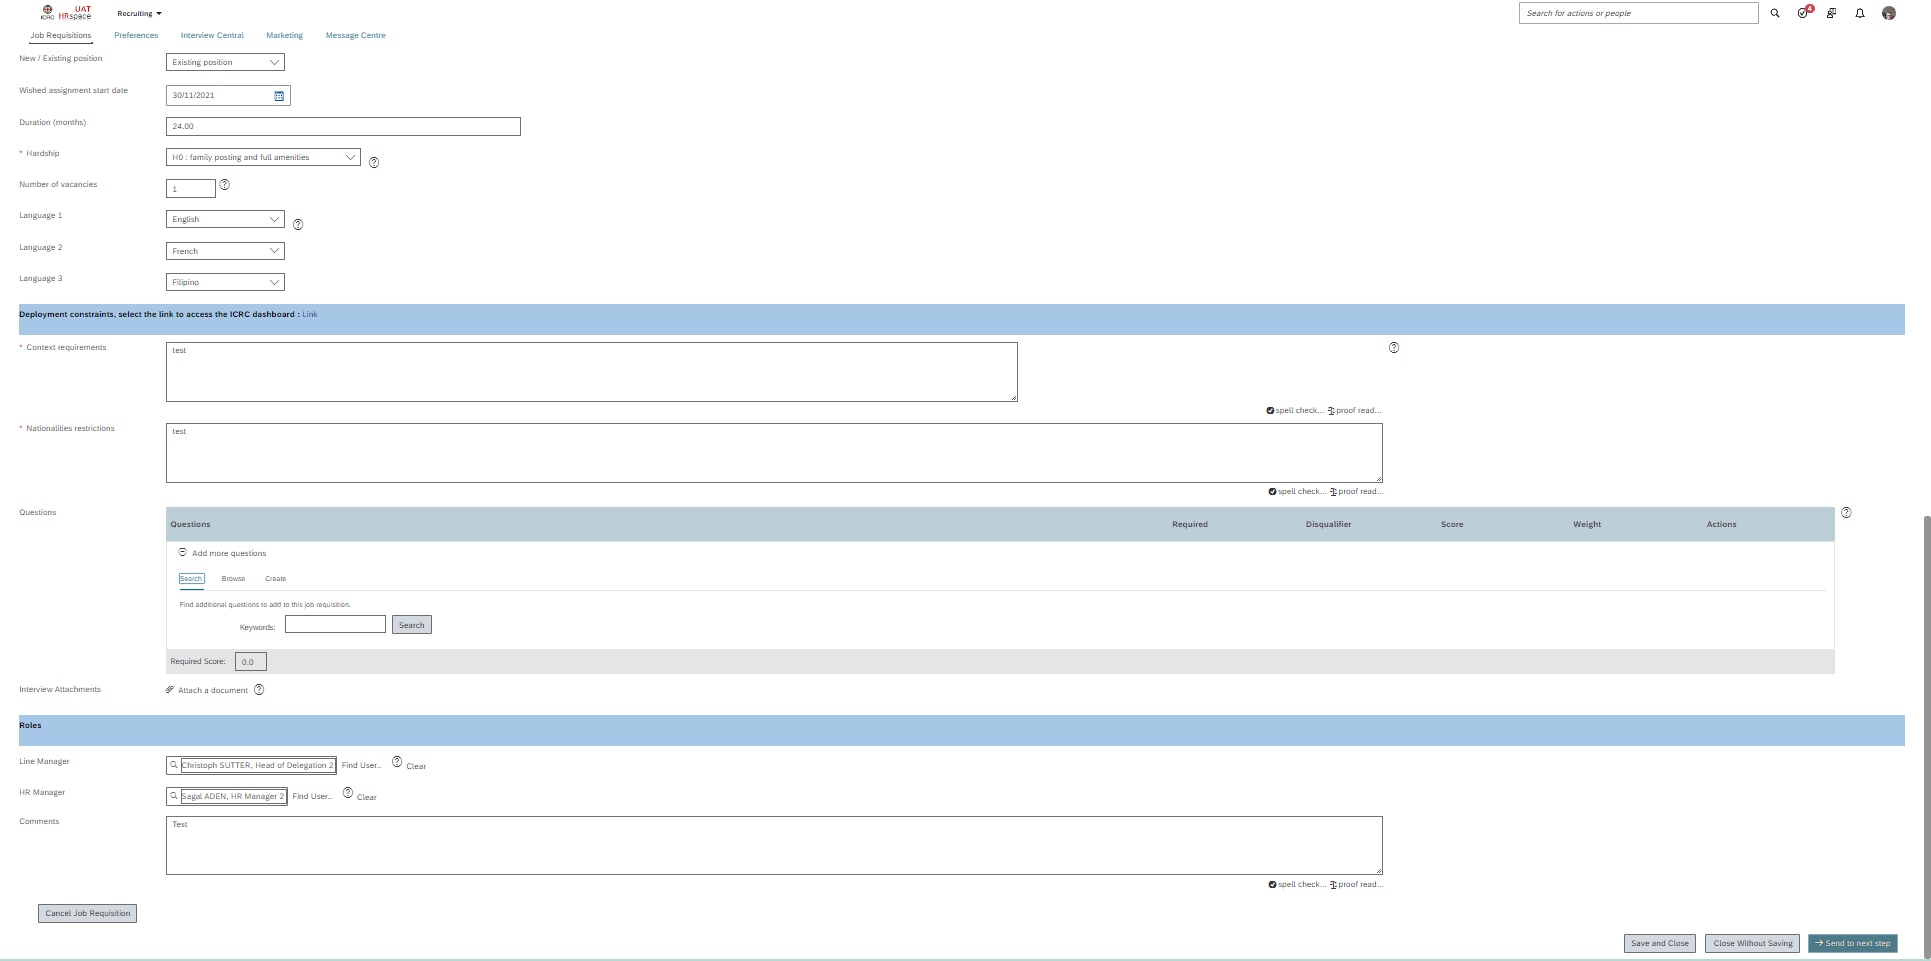 ICRC UAT HRspace Recruiting Search for actions or people 4
Job Requisitions Preferences Interview Central Marketing Message Centre
New / Existing position Existing position
Wished assignment start date 30/11/2021
Duration (months) 24.00
* Hardship H0 : family posting and full amenities
Number of vacancies 1
Language 1 English
Language 2 French
Language 3 Filipino
Deployment constraints, select the link to access the ICRC dashboard : Link
* Context requirements test
spell check... proof read...
* Nationalities restrictions test
spell check... proof read...
Questions Questions Required Disqualifier Score Weight Actions
Add more questions
Search Browse Create
Find additional questions to add to this job requisition.
Keywords: Search
Required Score: 0.0
Interview Attachments Attach a document
Roles
Line Manager Christoph SUTTER, Head of Delegation 2 Find User.. Clear
HR Manager Sagal ADEN, HR Manager 2 Find User.. Clear
Comments Test
spell check... proof read...
Cancel Job Requisition
Save and Close Close Without Saving Send to next step